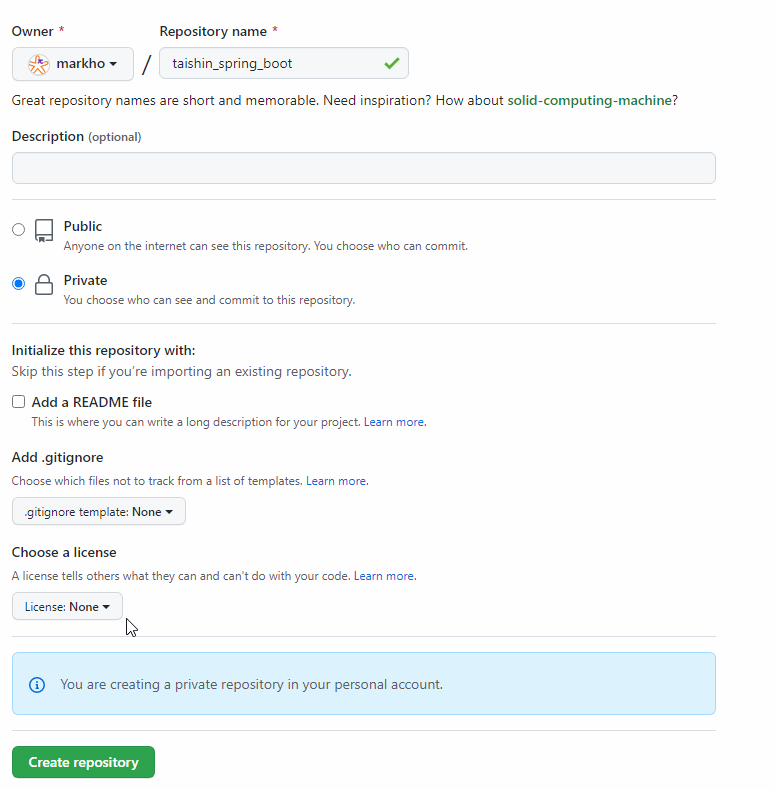 Owner * Repository name *
markho / taishin_spring_boot
Great repository names are short and memorable. Need inspiration? How about solid-computing-machine?
Description (optional)
Public
Anyone on the internet can see this repository. You choose who can commit.
Private
You choose who can see and commit to this repository.
Initialize this repository with:
Skip this step if you're importing an existing repository.
Add a README file
This is where you can write a long description for your project. Learn more.
Add .gitignore
Choose which files not to track from a list of templates. Learn more.
.gitignore template: None
Choose a license
A license tells others what they can and can't do with your code. Learn more.
License: None
You are creating a private repository in your personal account.
Create repository